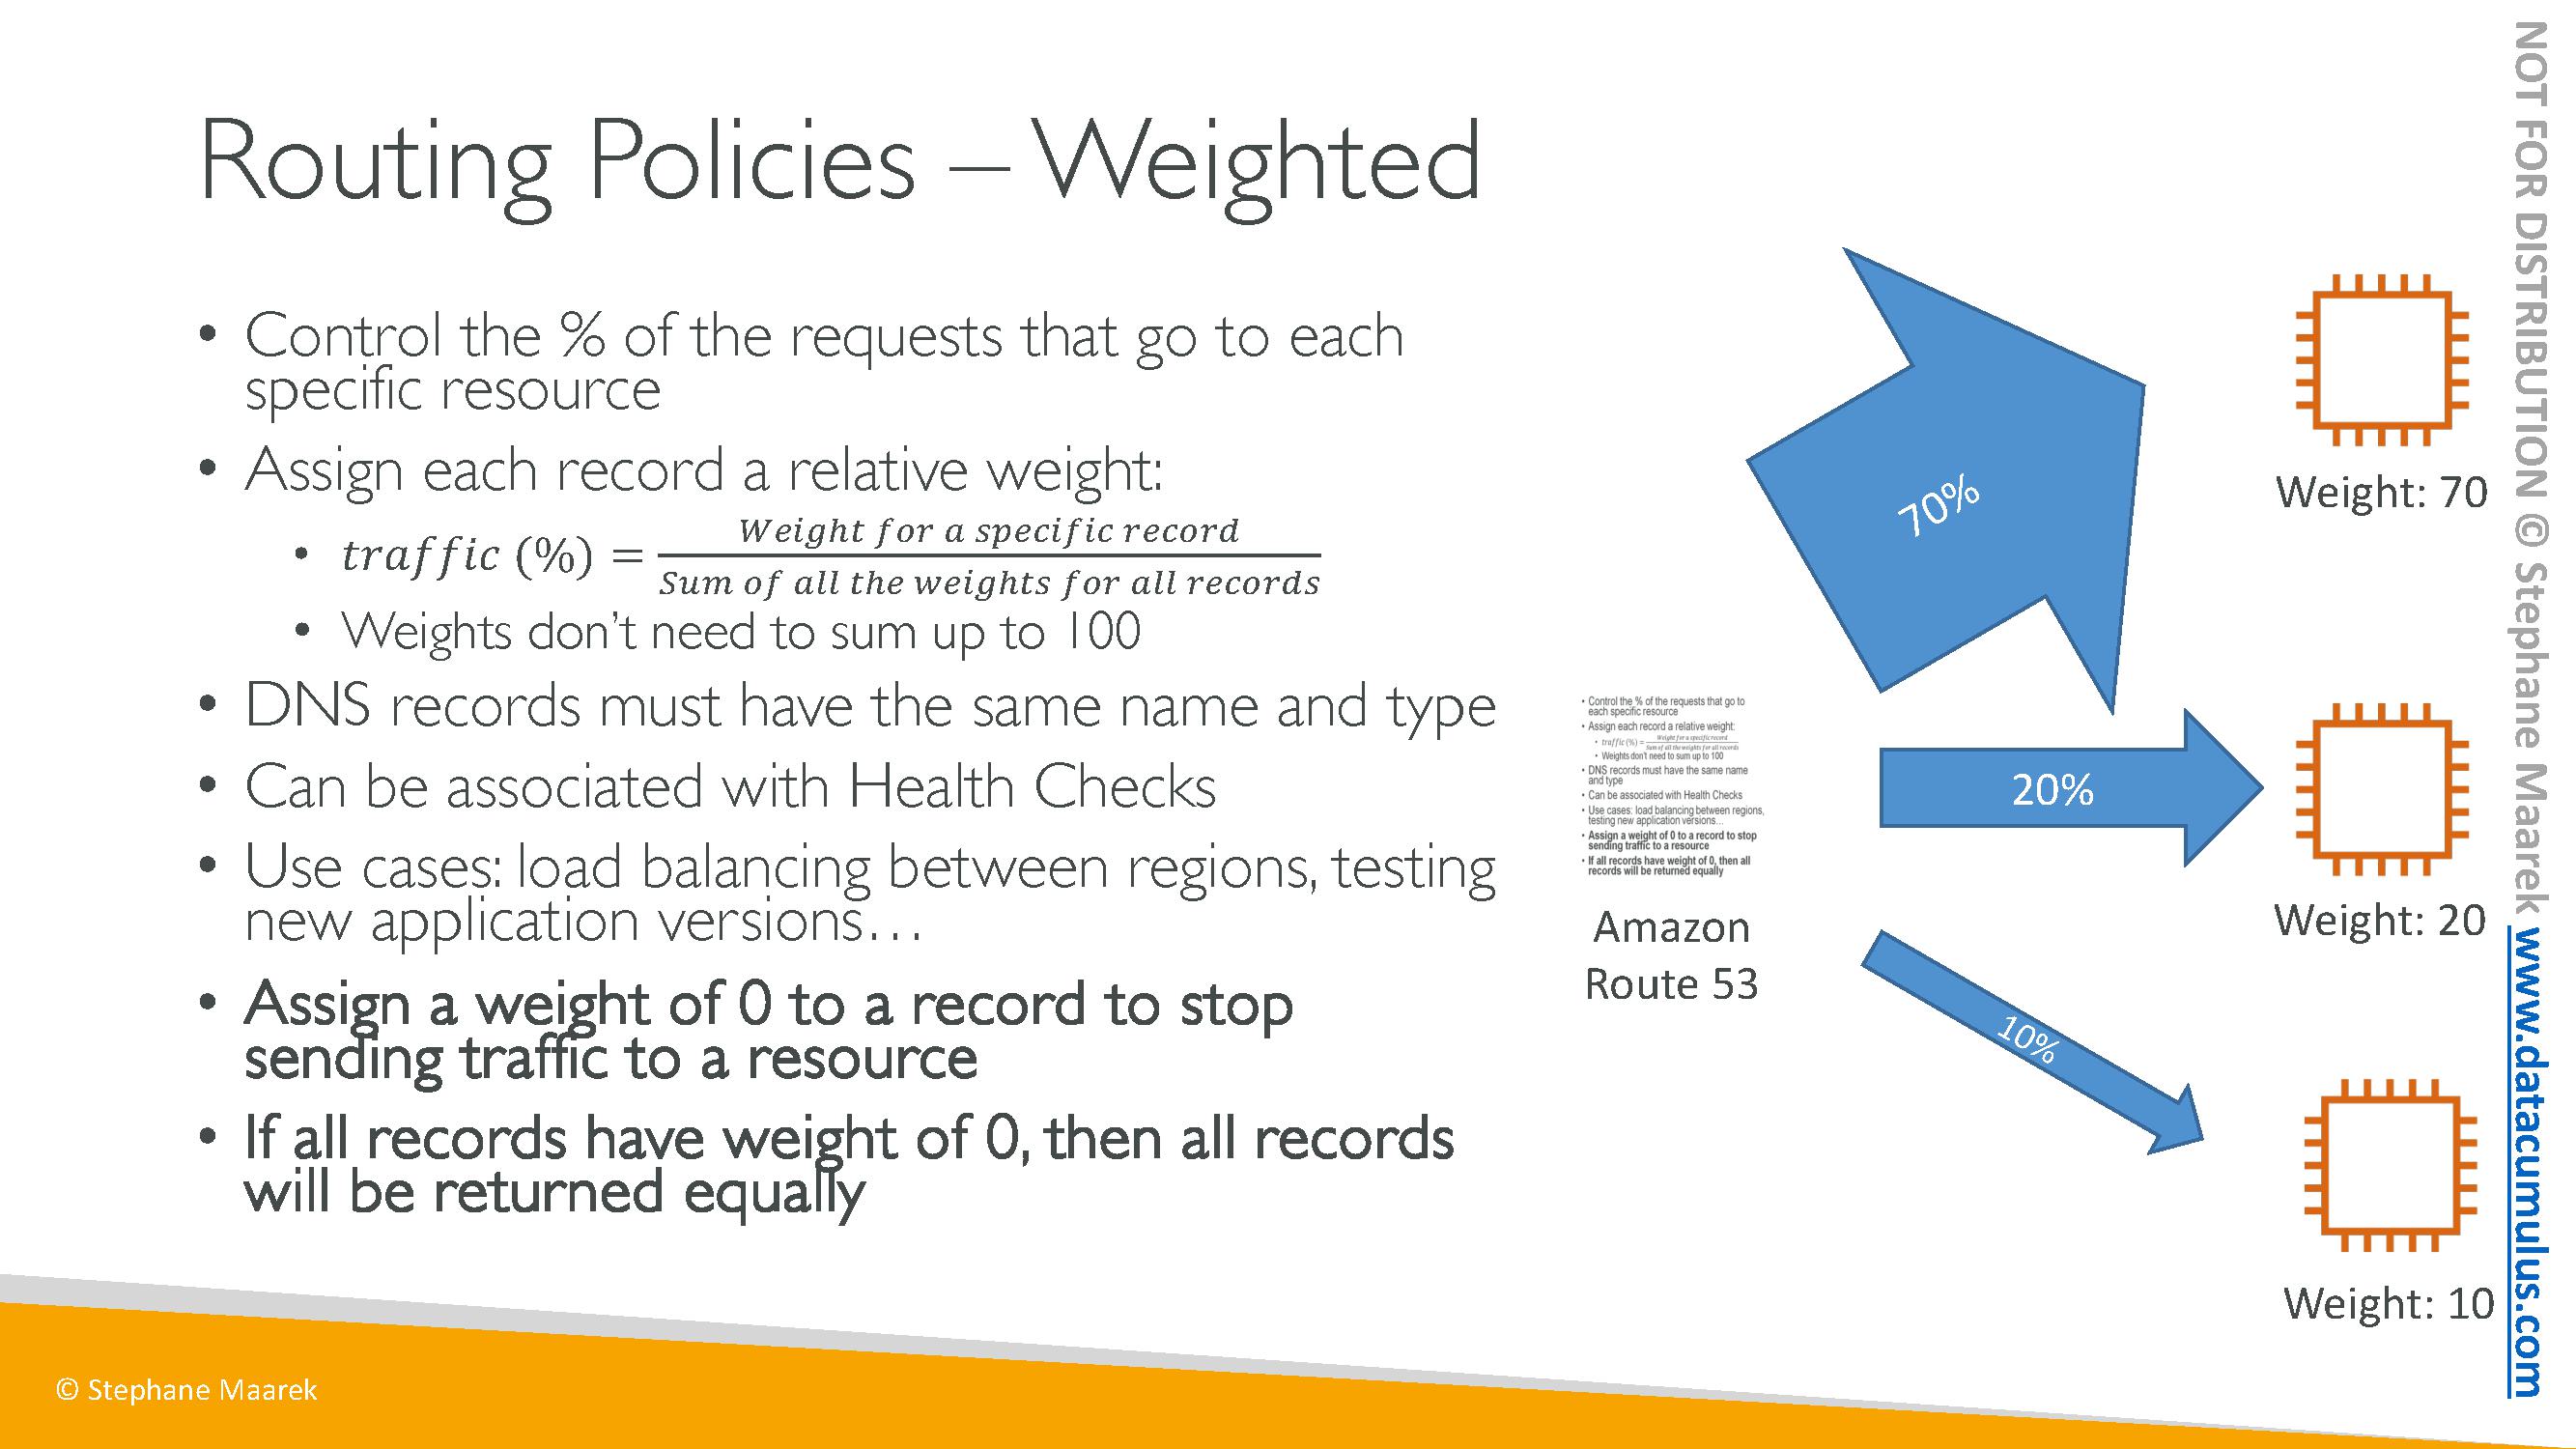 Routing Policies – Weighted
• Control the % of the requests that go to each
specific resource
• Assign each record a relative weight:
• traffic (%) = Weight for a specific record / Sum of all the weights for all records
• Weights don't need to sum up to 100
• DNS records must have the same name and type
• Can be associated with Health Checks
• Use cases: load balancing between regions, testing
new application versions…
• Assign a weight of 0 to a record to stop
sending traffic to a resource
• If all records have weight of 0, then all records
will be returned equally
• Control the % of the requests that go to
each specific resource
• Assign each record a relative weight:
• traffic (%) = Weight for a specific record / Sum of all the weights for all records
• Weights don't need to sum up to 100
• DNS records must have the same name
and type
• Can be associated with Health Checks
• Use cases: load balancing between regions,
testing new application versions…
• Assign a weight of 0 to a record to stop
sending traffic to a resource
• If all records have weight of 0, then all
records will be returned equally
Amazon
Route 53
70%
20%
10%
Weight: 70
Weight: 20
Weight: 10
NOT FOR DISTRIBUTION © Stephane Maarek www.datacumulus.com
© Stephane Maarek